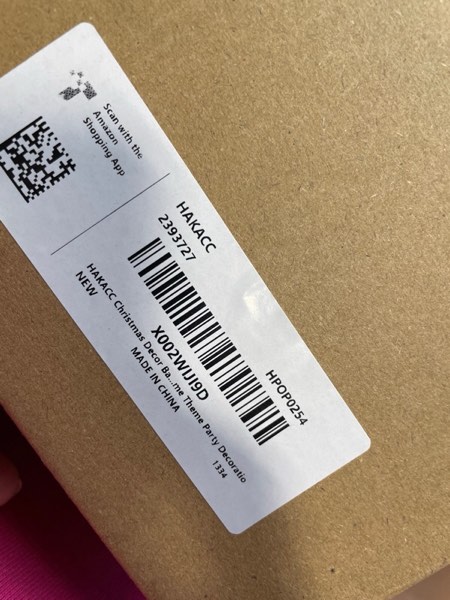 Scan with the
Amazon
Shopping App
HAKACC
2393727
HPOP0254
X002WIJI9D
HAKACC Christmas Decor Ba...me Theme Party Decoratio
NEW
MADE IN CHINA
1334